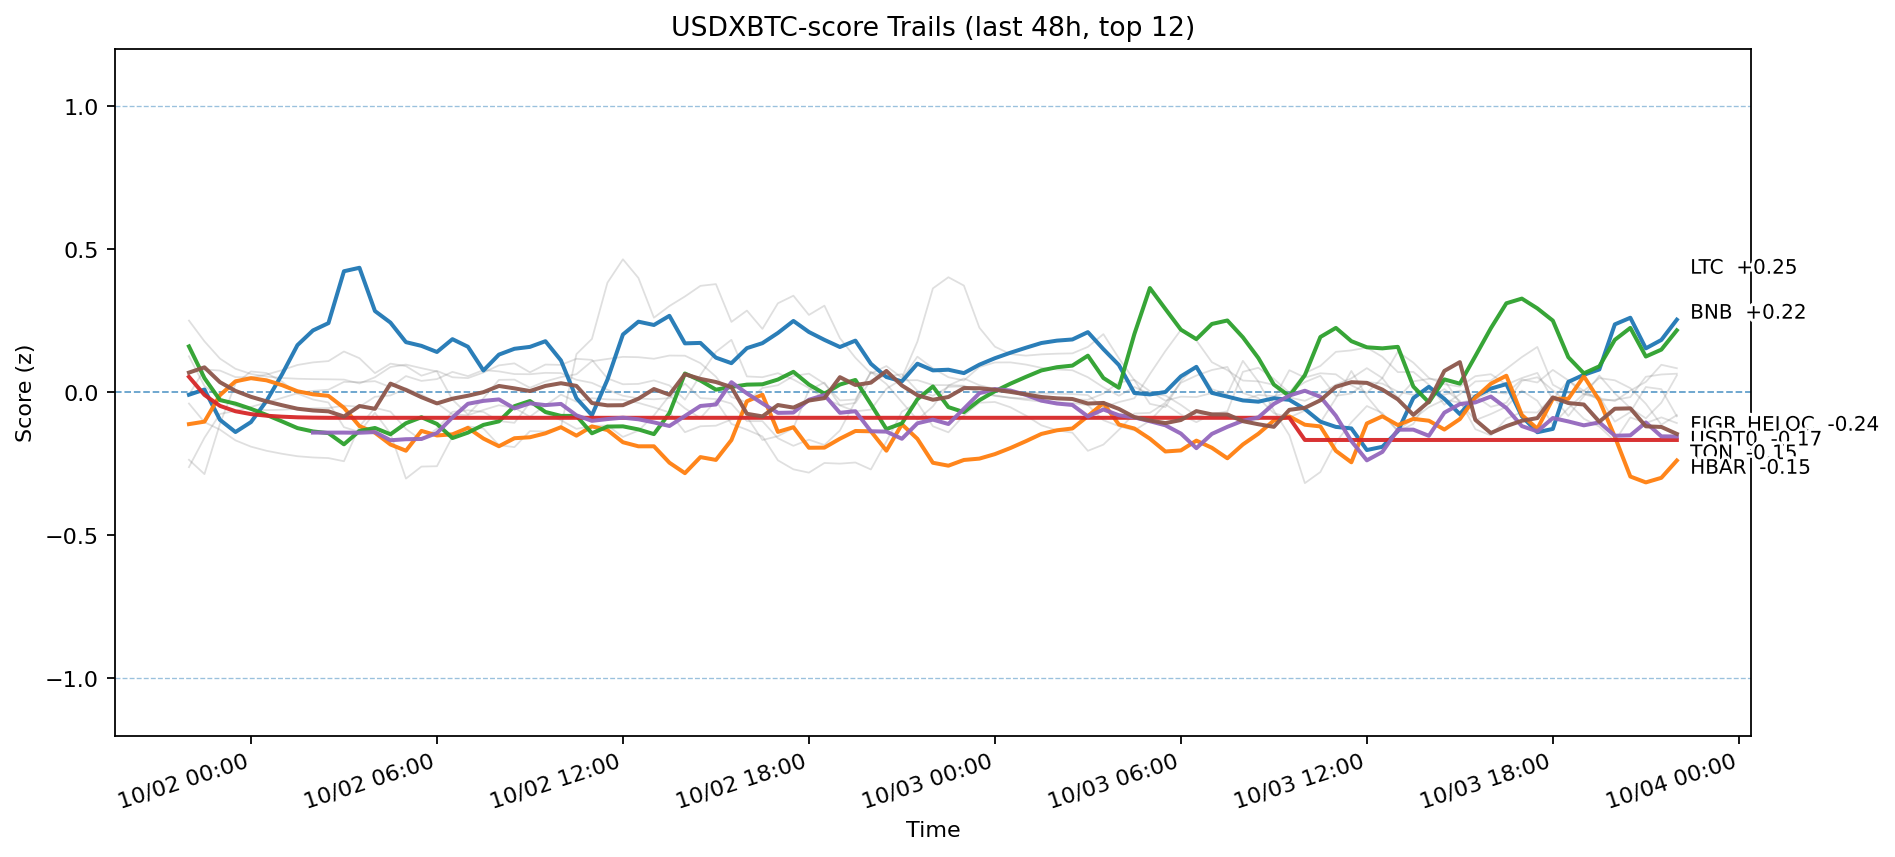 USDXBTC-score Trails (last 48h, top 12)
Score (z)
1.0
0.5
0.0
−0.5
−1.0
LTC +0.25
BNB +0.22
FIGR_HELOC -0.24
USDT0 -0.17
TON -0.15
HBAR -0.15
10/02 00:00
10/02 06:00
10/02 12:00
10/02 18:00
10/03 00:00
10/03 06:00
10/03 12:00
10/03 18:00
10/04 00:00
Time